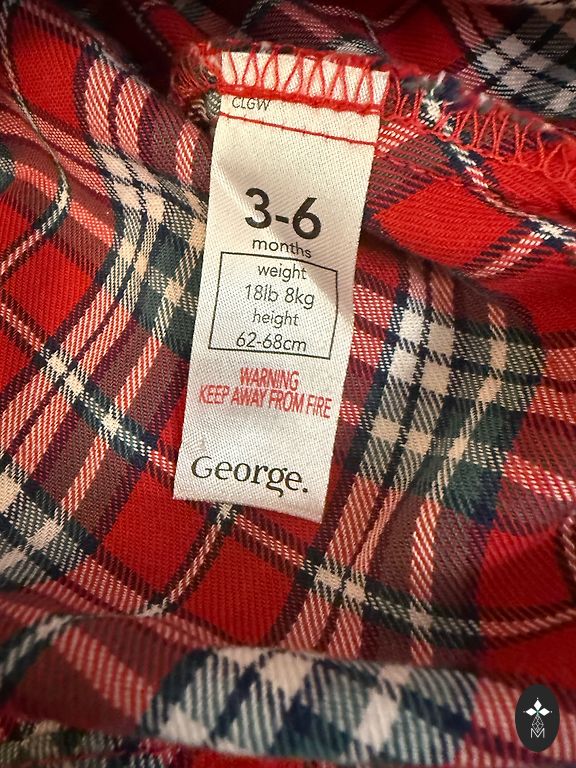 CLGW
3-6
months
weight
18lb 8kg
height
62-68cm
WARNING
KEEP AWAY FROM FIRE
George.